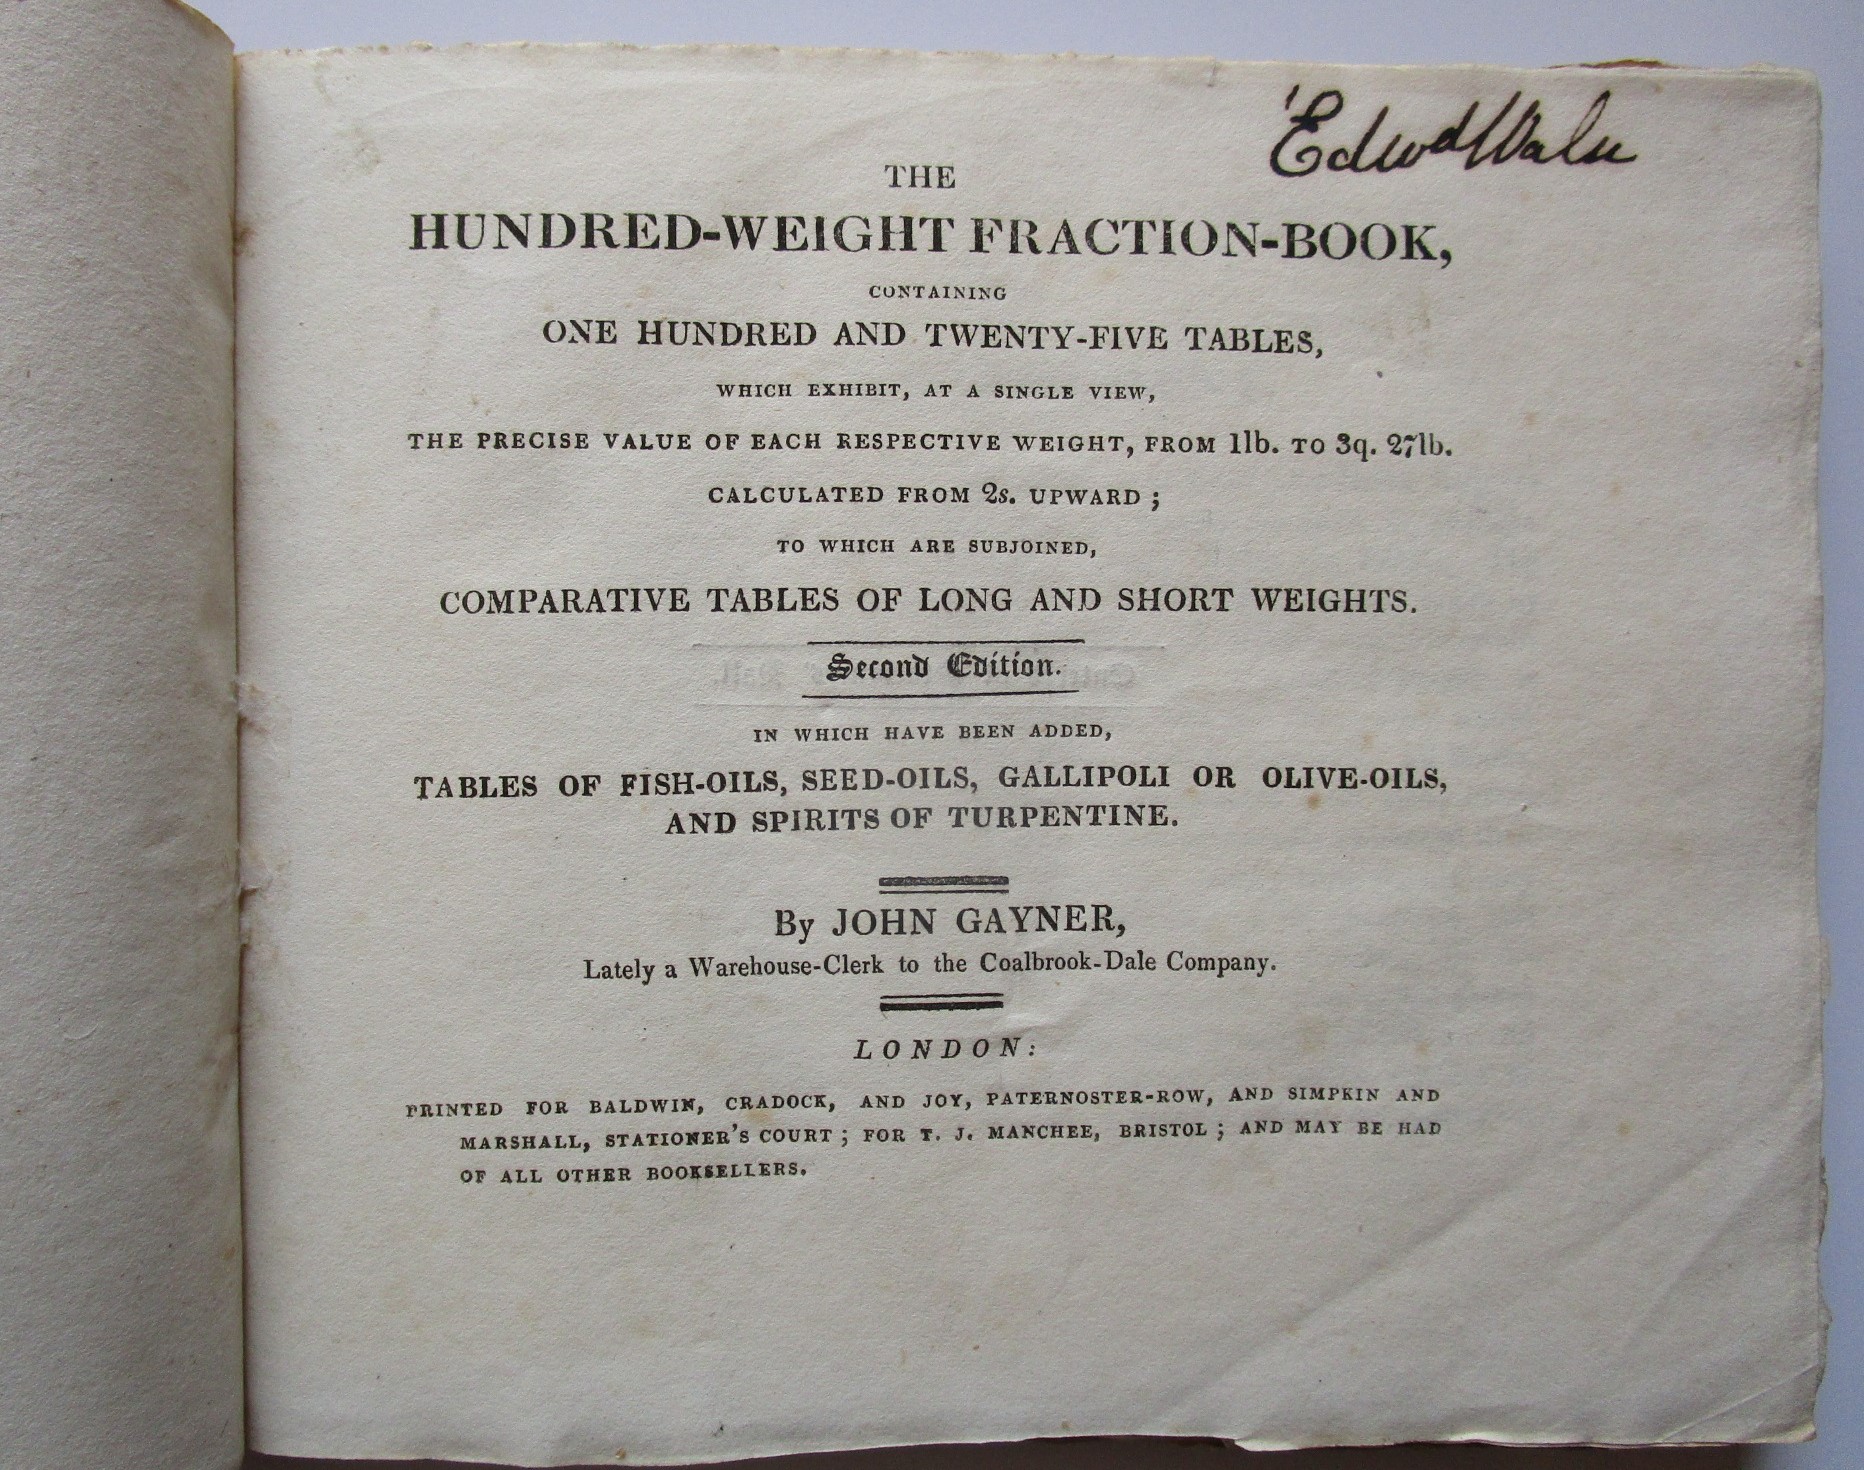 Edwd
THE
HUNDRED-WEIGHT FRACTION-BOOK,
CONTAINING
ONE HUNDRED AND TWENTY-FIVE TABLES,
WHICH EXHIBIT, AT A SINGLE VIEW,
THE PRECISE VALUE OF EACH RESPECTIVE WEIGHT, FROM 1lb. TO 3q. 27lb.
CALCULATED FROM 2s. UPWARD ;
TO WHICH ARE SUBJOINED,
COMPARATIVE TABLES OF LONG AND SHORT WEIGHTS.
Second Edition.
IN WHICH HAVE BEEN ADDED,
TABLES OF FISH-OILS, SEED-OILS, GALLIPOLI OR OLIVE-OILS,
AND SPIRITS OF TURPENTINE.
By JOHN GAYNER,
Lately a Warehouse-Clerk to the Coalbrook-Dale Company.
LONDON:
PRINTED FOR BALDWIN, CRADOCK, AND JOY, PATERNOSTER-ROW, AND SIMPKIN AND
MARSHALL, STATIONER'S COURT ; FOR T. J. MANCHEE, BRISTOL ; AND MAY BE HAD
OF ALL OTHER BOOKSELLERS.